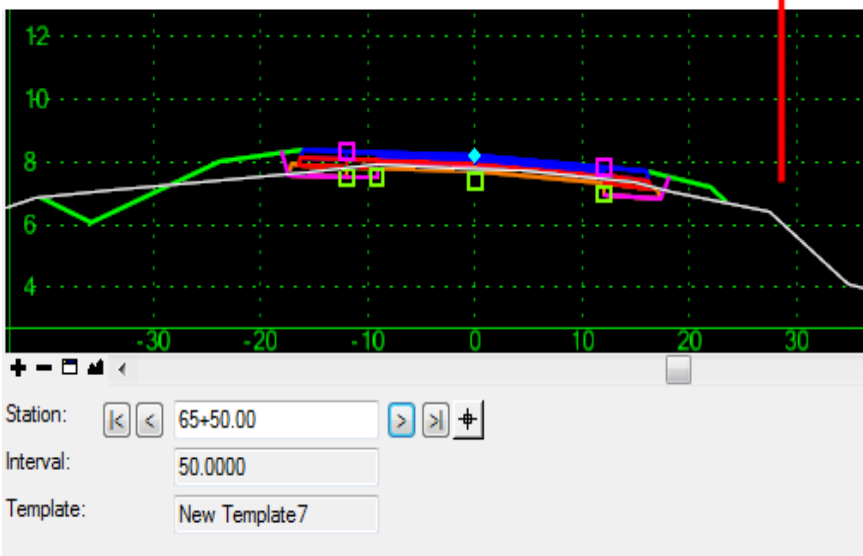 12
10
8
6
4
-30 -20 -10 0 10 20 30
Station: |< < 65+50.00 > >|
Interval: 50.0000
Template: New Template7